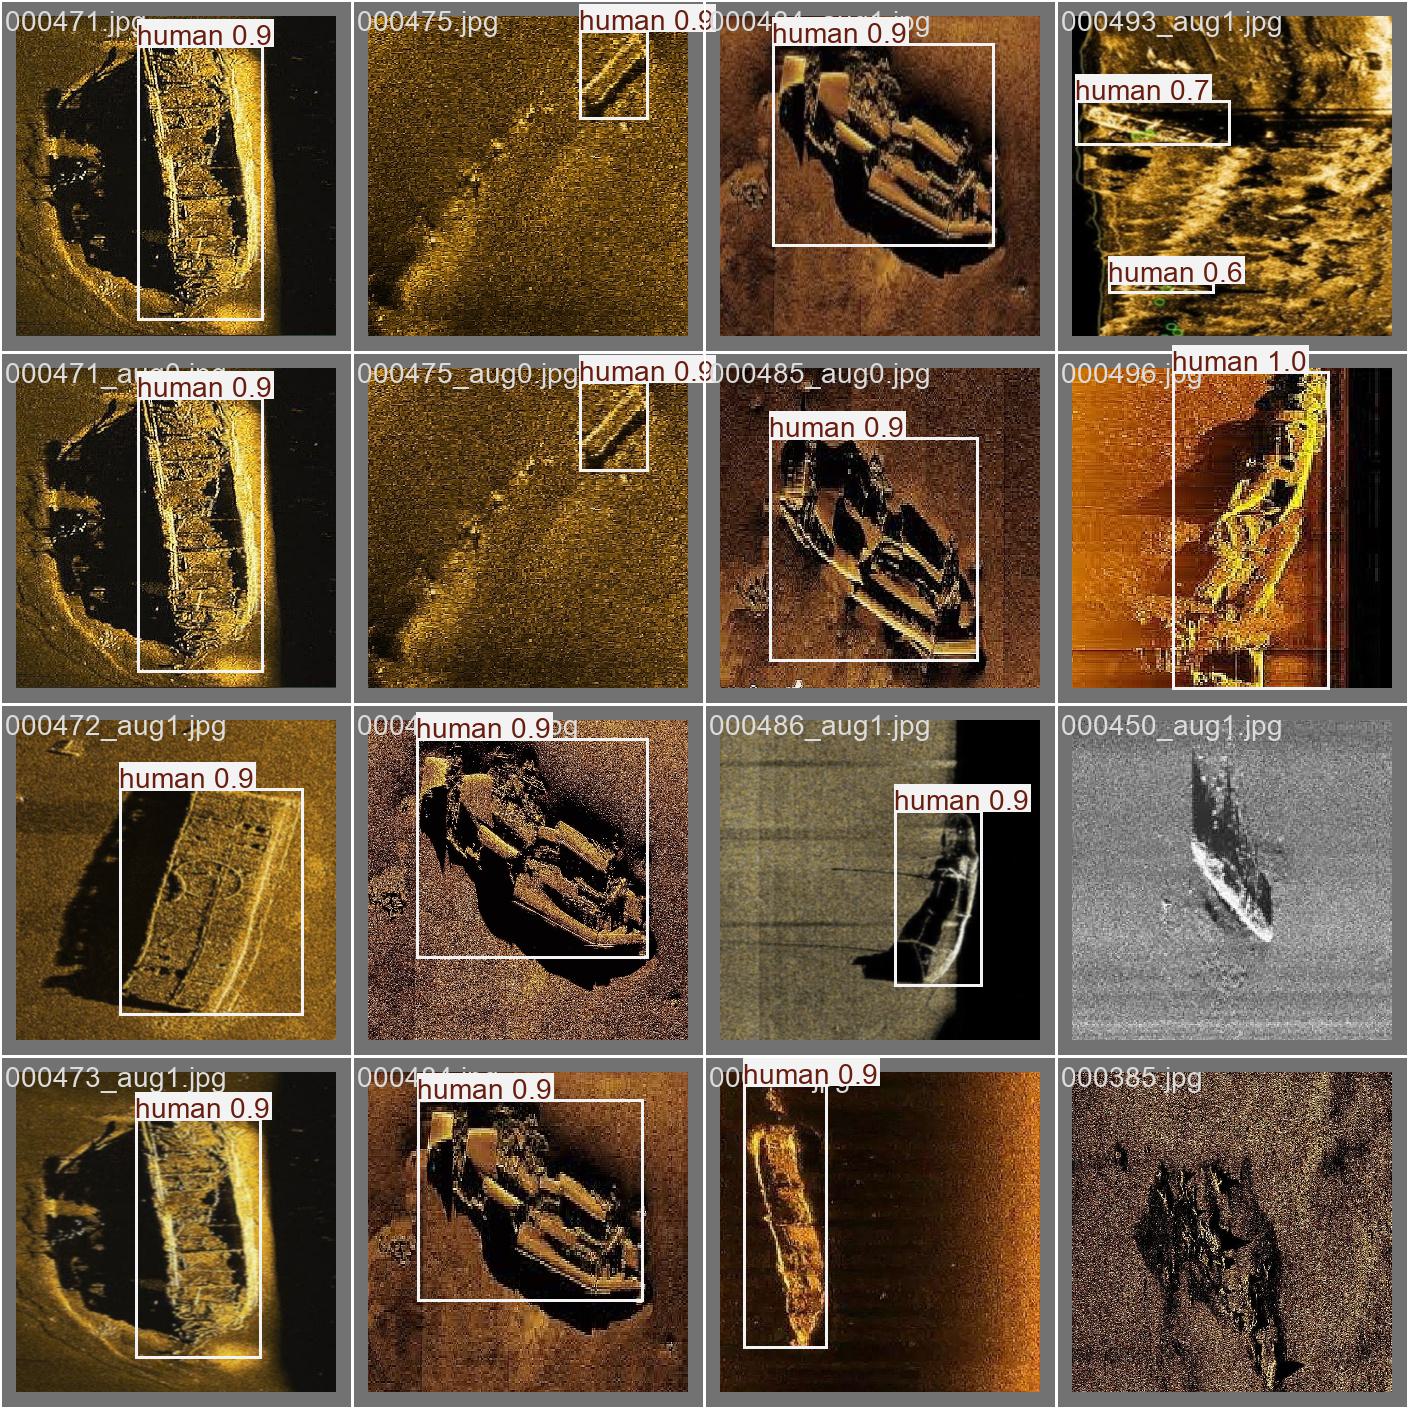 000471.jpg
human 0.9
000475.jpg
human 0.9
human 0.9
000493_aug1.jpg
human 0.7
human 0.6
000471_aug0.jpg
human 0.9
000475_aug0.jpg
human 0.9
000485_aug0.jpg
human 0.9
000496.jpg
human 1.0
000472_aug1.jpg
human 0.9
human 0.9
000486_aug1.jpg
human 0.9
000450_aug1.jpg
000473_aug1.jpg
human 0.9
human 0.9
human 0.9
000385.jpg